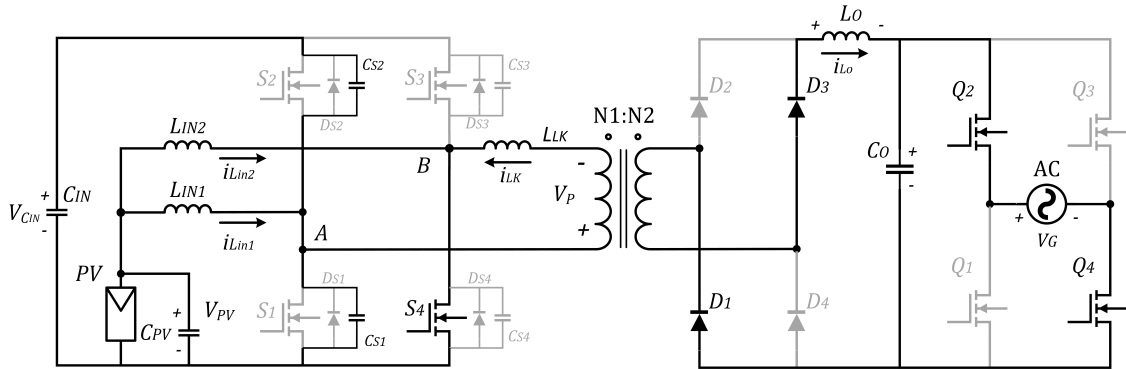 LO
+ -
iLo
CS2
CS3
S2
S3
D2
D3
Q2
Q3
DS2
DS3
N1:N2
LLK
LIN2
iLin2
B
iLK
-
VP
+
CO
+
-
AC
+ -
VG
+
CIN
VCIN
-
LIN1
iLin1
A
PV
VPV
+
CPV
-
DS1
DS4
S1
S4
CS1
CS4
D1
D4
Q1
Q4